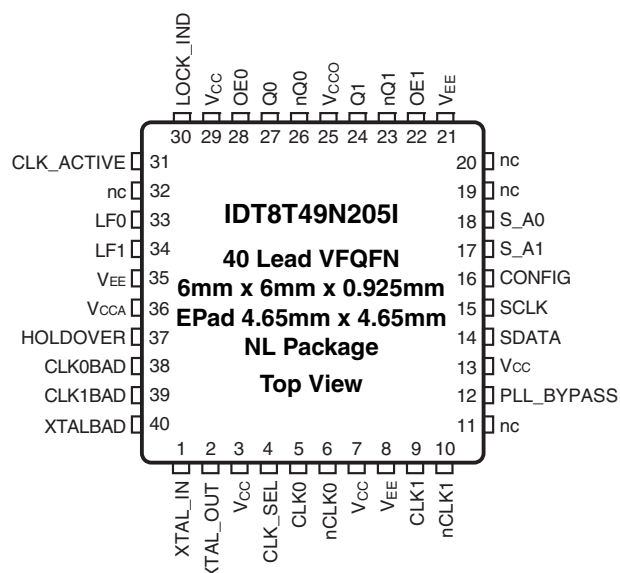 LOCK_IND
VCC
OE0
Q0
nQ0
VCCO
Q1
nQ1
OE1
VEE
30 29 28 27 26 25 24 23 22 21
CLK_ACTIVE 31
nc 32
LF0 33
LF1 34
VEE 35
VCCA 36
HOLDOVER 37
CLK0BAD 38
CLK1BAD 39
XTALBAD 40
IDT8T49N205I
40 Lead VFQFN
6mm x 6mm x 0.925mm
EPad 4.65mm x 4.65mm
NL Package
Top View
20 nc
19 nc
18 S_A0
17 S_A1
16 CONFIG
15 SCLK
14 SDATA
13 VCC
12 PLL_BYPASS
11 nc
1 2 3 4 5 6 7 8 9 10
XTAL_IN
XTAL_OUT
VCC
CLK_SEL
CLK0
nCLK0
VCC
VEE
CLK1
nCLK1